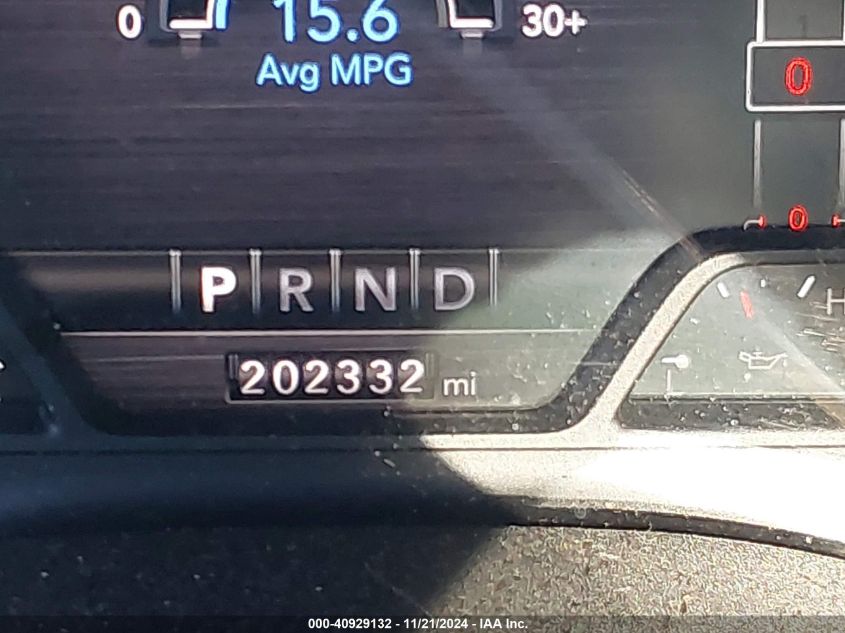 0 15.6 30+
Avg MPG
0
0
P R N D
H
202332 mi
000-40929132 - 11/21/2024 - IAA Inc.